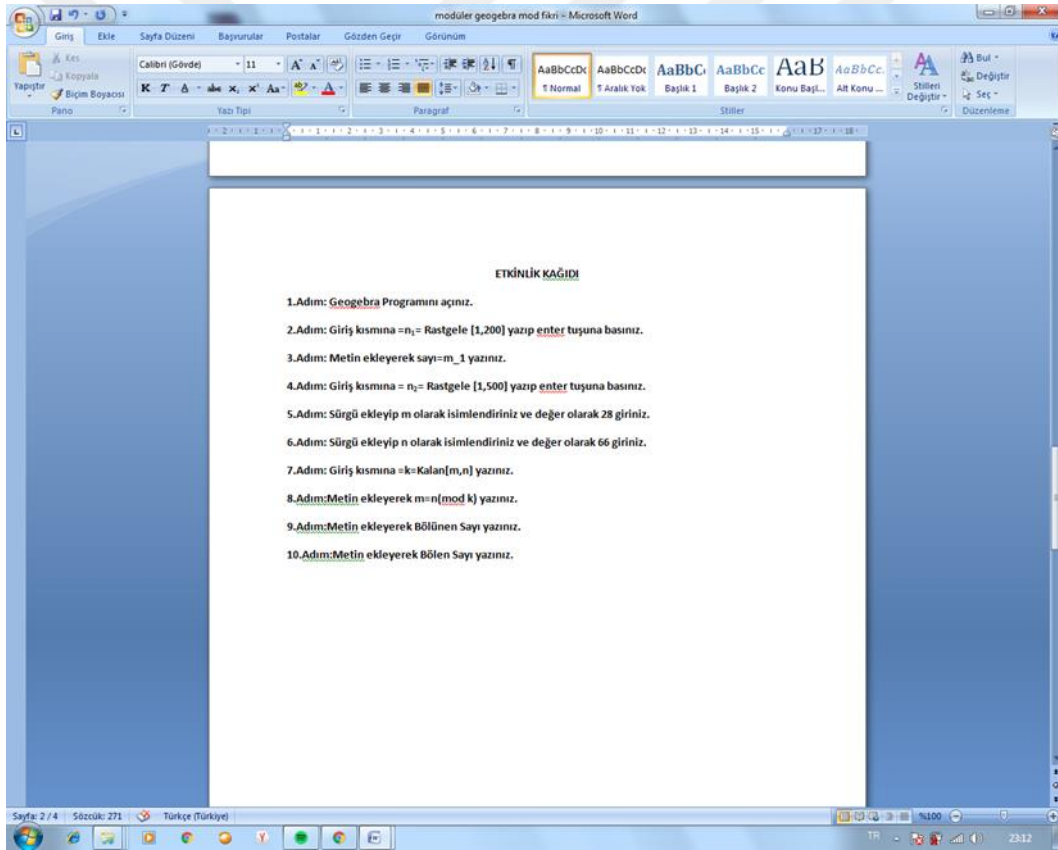 modüler geogebra mod fikri - Microsoft Word
Giriş Ekle Sayfa Düzeni Başvurular Postalar Gözden Geçir Görünüm
Yapıştır
Kes
Kopyala
Biçim Boyacısı
Pano
Calibri (Gövde) 11
K T A abe x, x' Aa
Yazı Tipi
Paragraf
AaBbCcDc AaBbCcDc AaBbC AaBbCc AaB AaBbCc.
¶ Normal ¶ Aralık Yok Başlık 1 Başlık 2 Konu Başl... Alt Konu ...
Stiller
Stilleri Değiştir
Bul
Değiştir
Seç
Düzenleme
ETKİNLİK KAĞIDI
1.Adım: Geogebra Programını açınız.
2.Adım: Giriş kısmına =n₁= Rastgele [1,200] yazıp enter tuşuna basınız.
3.Adım: Metin ekleyerek sayı=m_1 yazınız.
4.Adım: Giriş kısmına = n₂= Rastgele [1,500] yazıp enter tuşuna basınız.
5.Adım: Sürgü ekleyip m olarak isimlendiriniz ve değer olarak 28 giriniz.
6.Adım: Sürgü ekleyip n olarak isimlendiriniz ve değer olarak 66 giriniz.
7.Adım: Giriş kısmına =k=Kalan[m,n] yazınız.
8.Adım:Metin ekleyerek m=n(mod k) yazınız.
9.Adım:Metin ekleyerek Bölünen Sayı yazınız.
10.Adım:Metin ekleyerek Bölen Sayı yazınız.
Sayfa: 2 / 4 Sözcük: 271 Türkçe (Türkiye) %100
TR 23:12